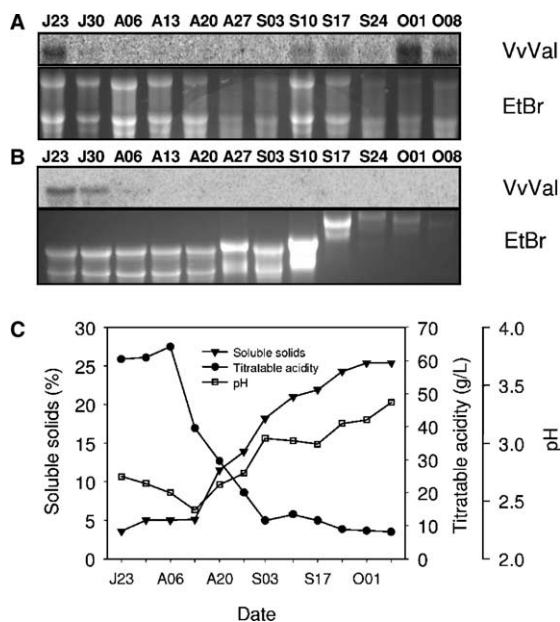 A J23 J30 A06 A13 A20 A27 S03 S10 S17 S24 O01 O08
VvVal
EtBr
B J23 J30 A06 A13 A20 A27 S03 S10 S17 S24 O01 O08
VvVal
EtBr
C
Soluble solids
Titratable acidity
pH
Soluble solids (%)
30
25
20
15
10
5
0
Titratable acidity (g/L)
70
60
50
40
30
20
10
0
pH
4.0
3.5
3.0
2.5
2.0
J23 A06 A20 S03 S17 O01
Date